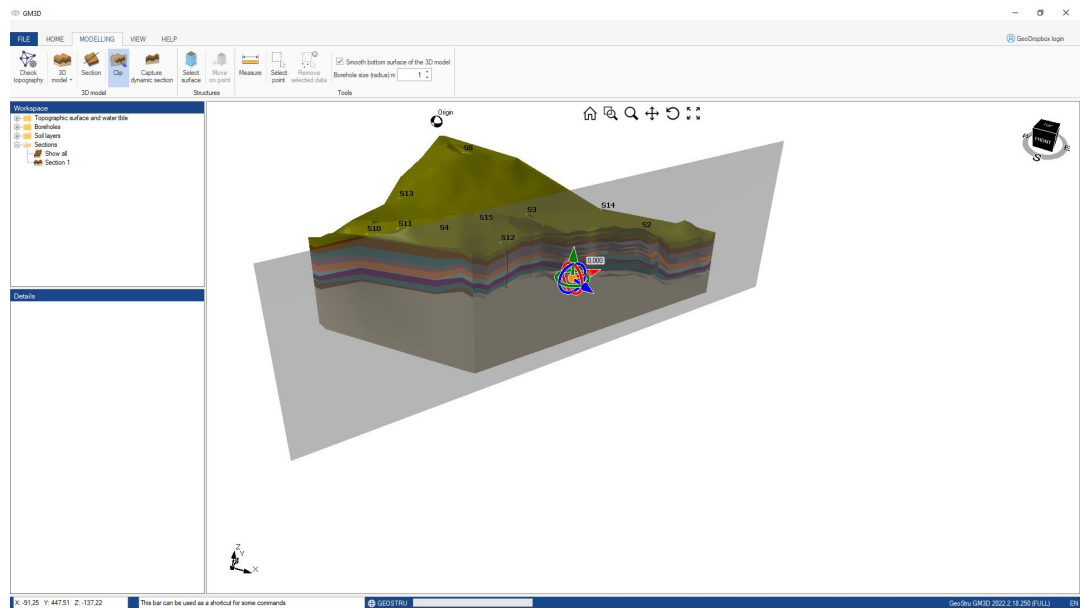 GM3D
FILE HOME MODELLING VIEW HELP
GeoDropbox login
Check topography
3D model
Section
Clip
Capture dynamic section
Select surface
Move on point
Measure
Select point
Remove selected data
Smooth bottom surface of the 3D model
Borehole size (radius) m 1
3D model
Structures
Tools
Workspace
Topographic surface and water tble
Boreholes
Soil layers
Sections
Show all
Section 1
Details
Origin
S8
S13
S14
S3
S15
S11
S10
S4
S2
S12
0,000
TOP
FRONT
W
E
S
Z
Y
X
X: -91,25 Y: 447,51 Z: -137,22
This bar can be used as a shortcut for some commands
GEOSTRU
GeoStru GM3D 2022.2.18.250 (FULL)
EN